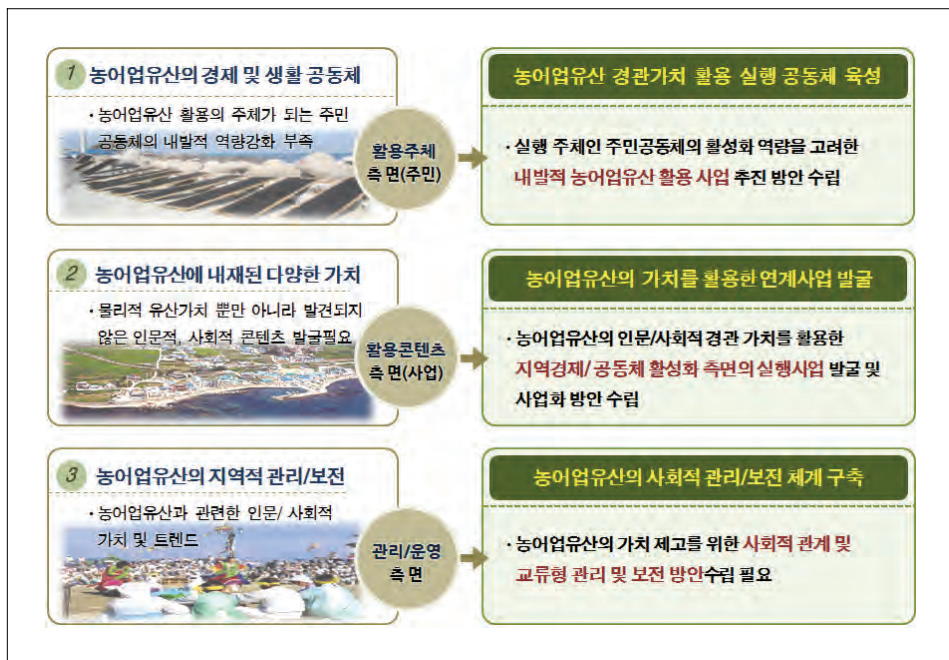 1 농어업유산의 경제 및 생활 공동체
· 농어업유산 활용의 주체가 되는 주민
공동체의 내발적 역량강화 부족
활용주체
측 면(주민)
농어업유산 경관가치 활용 실행 공동체 육성
· 실행 주체인 주민공동체의 활성화 역량을 고려한
내발적 농어업유산 활용 사업 추진 방안 수립
2 농어업유산에 내재된 다양한 가치
· 물리적 유산가치 뿐만 아니라 발견되지
않은 인문적, 사회적 콘텐츠 발굴필요
활용콘텐츠
측면(사업)
농어업유산의 가치를 활용한 연계사업 발굴
· 농어업유산의 인문/사회적 경관 가치를 활용한
지역경제/ 공동체 활성화 측면의 실행사업 발굴 및
사업화 방안 수립
3 농어업유산의 지역적 관리/보전
· 농어업유산과 관련한 인문/ 사회적
가치 및 트렌드
관리/운영
측면
농어업유산의 사회적 관리/보전 체계 구축
· 농어업유산의 가치 제고를 위한 사회적 관계 및
교류형 관리 및 보전 방안수립 필요